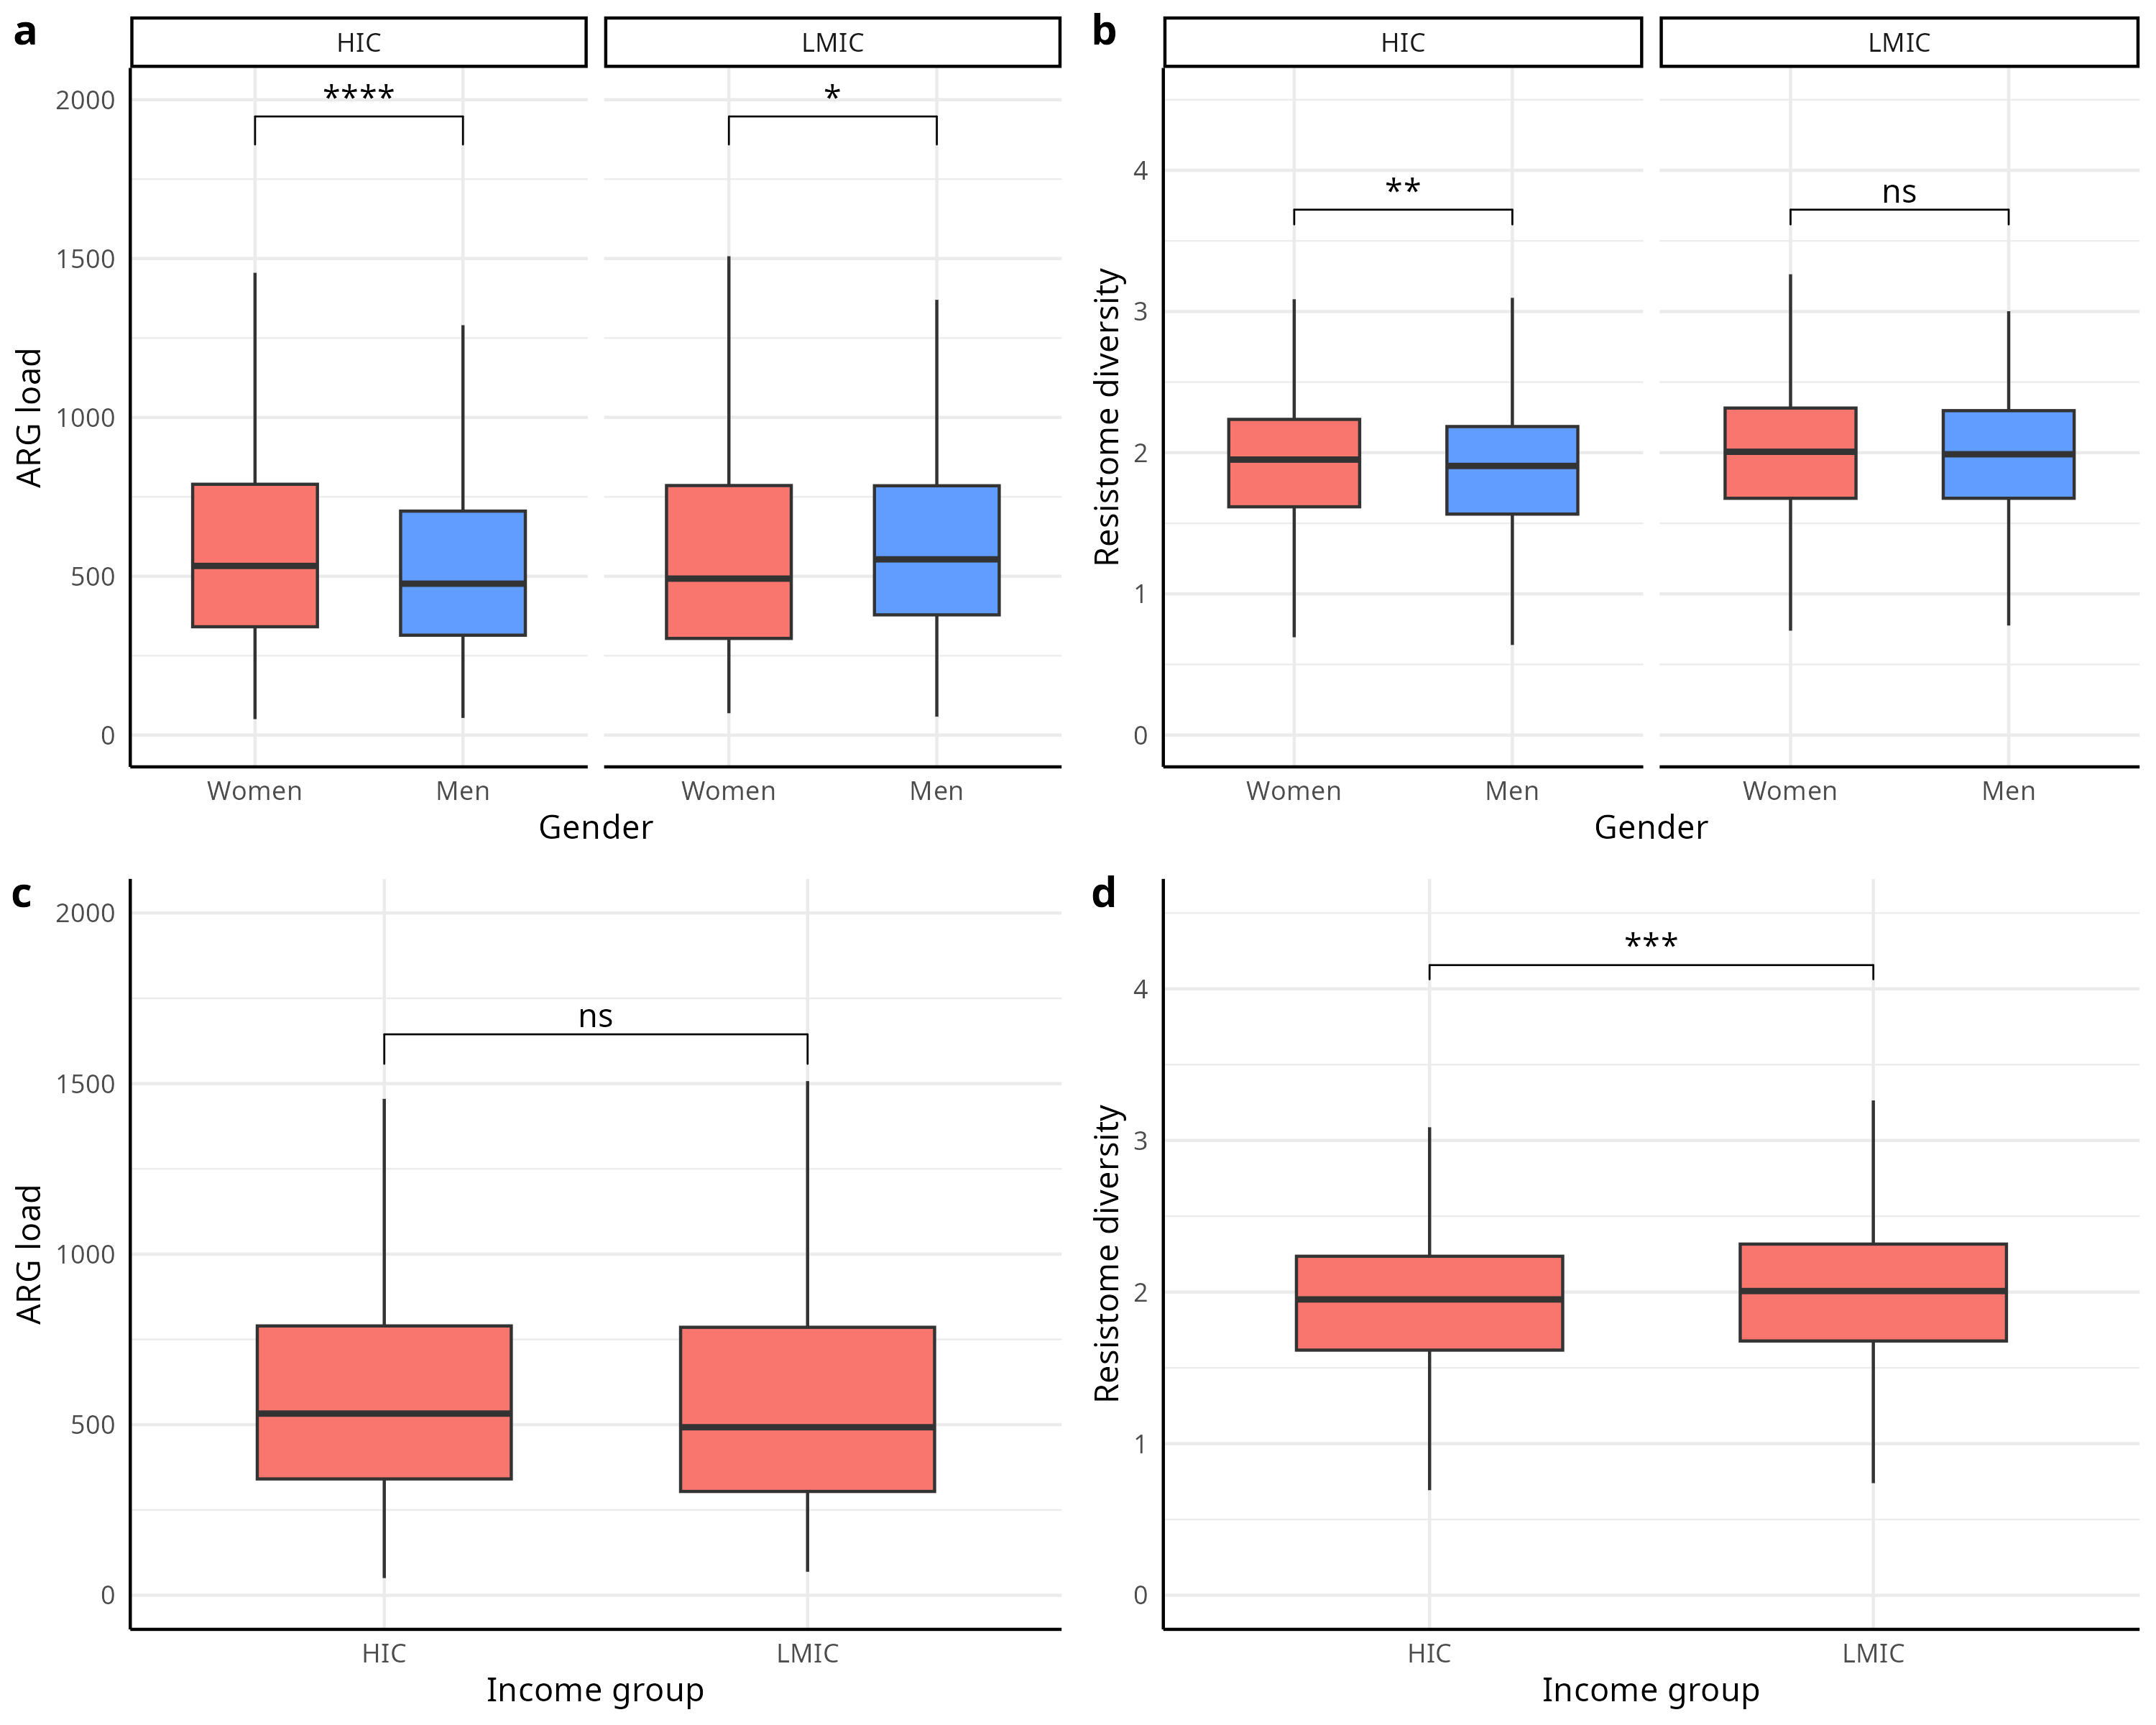 a
HIC
LMIC
****
*
2000
1500
1000
500
0
ARG load
Women
Men
Women
Men
Gender
b
HIC
LMIC
**
ns
4
3
2
1
0
Resistome diversity
Women
Men
Women
Men
Gender
c
2000
1500
1000
500
0
ns
ARG load
HIC
LMIC
Income group
d
***
4
3
2
1
0
Resistome diversity
HIC
LMIC
Income group